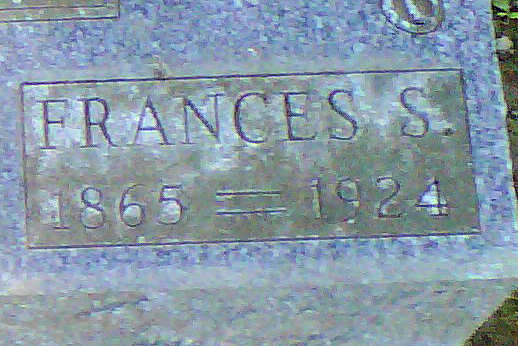 FRANCES S.
1865 = 1924